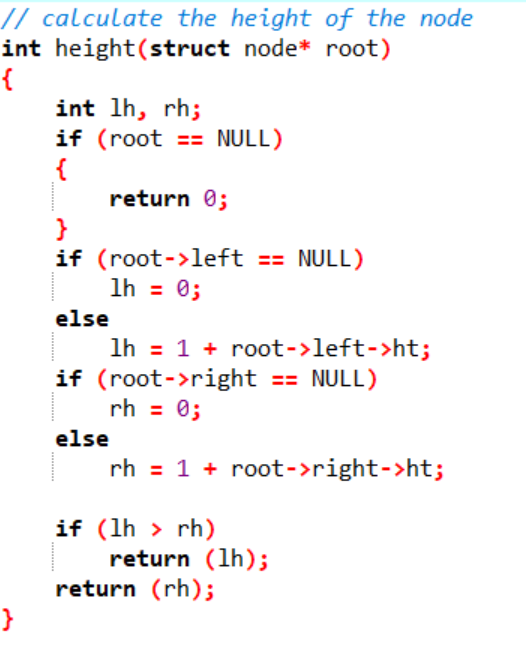 // calculate the height of the node
int height(struct node* root)
{
    int lh, rh;
    if (root == NULL)
    {
        return 0;
    }
    if (root->left == NULL)
        lh = 0;
    else
        lh = 1 + root->left->ht;
    if (root->right == NULL)
        rh = 0;
    else
        rh = 1 + root->right->ht;

    if (lh > rh)
        return (lh);
    return (rh);
}